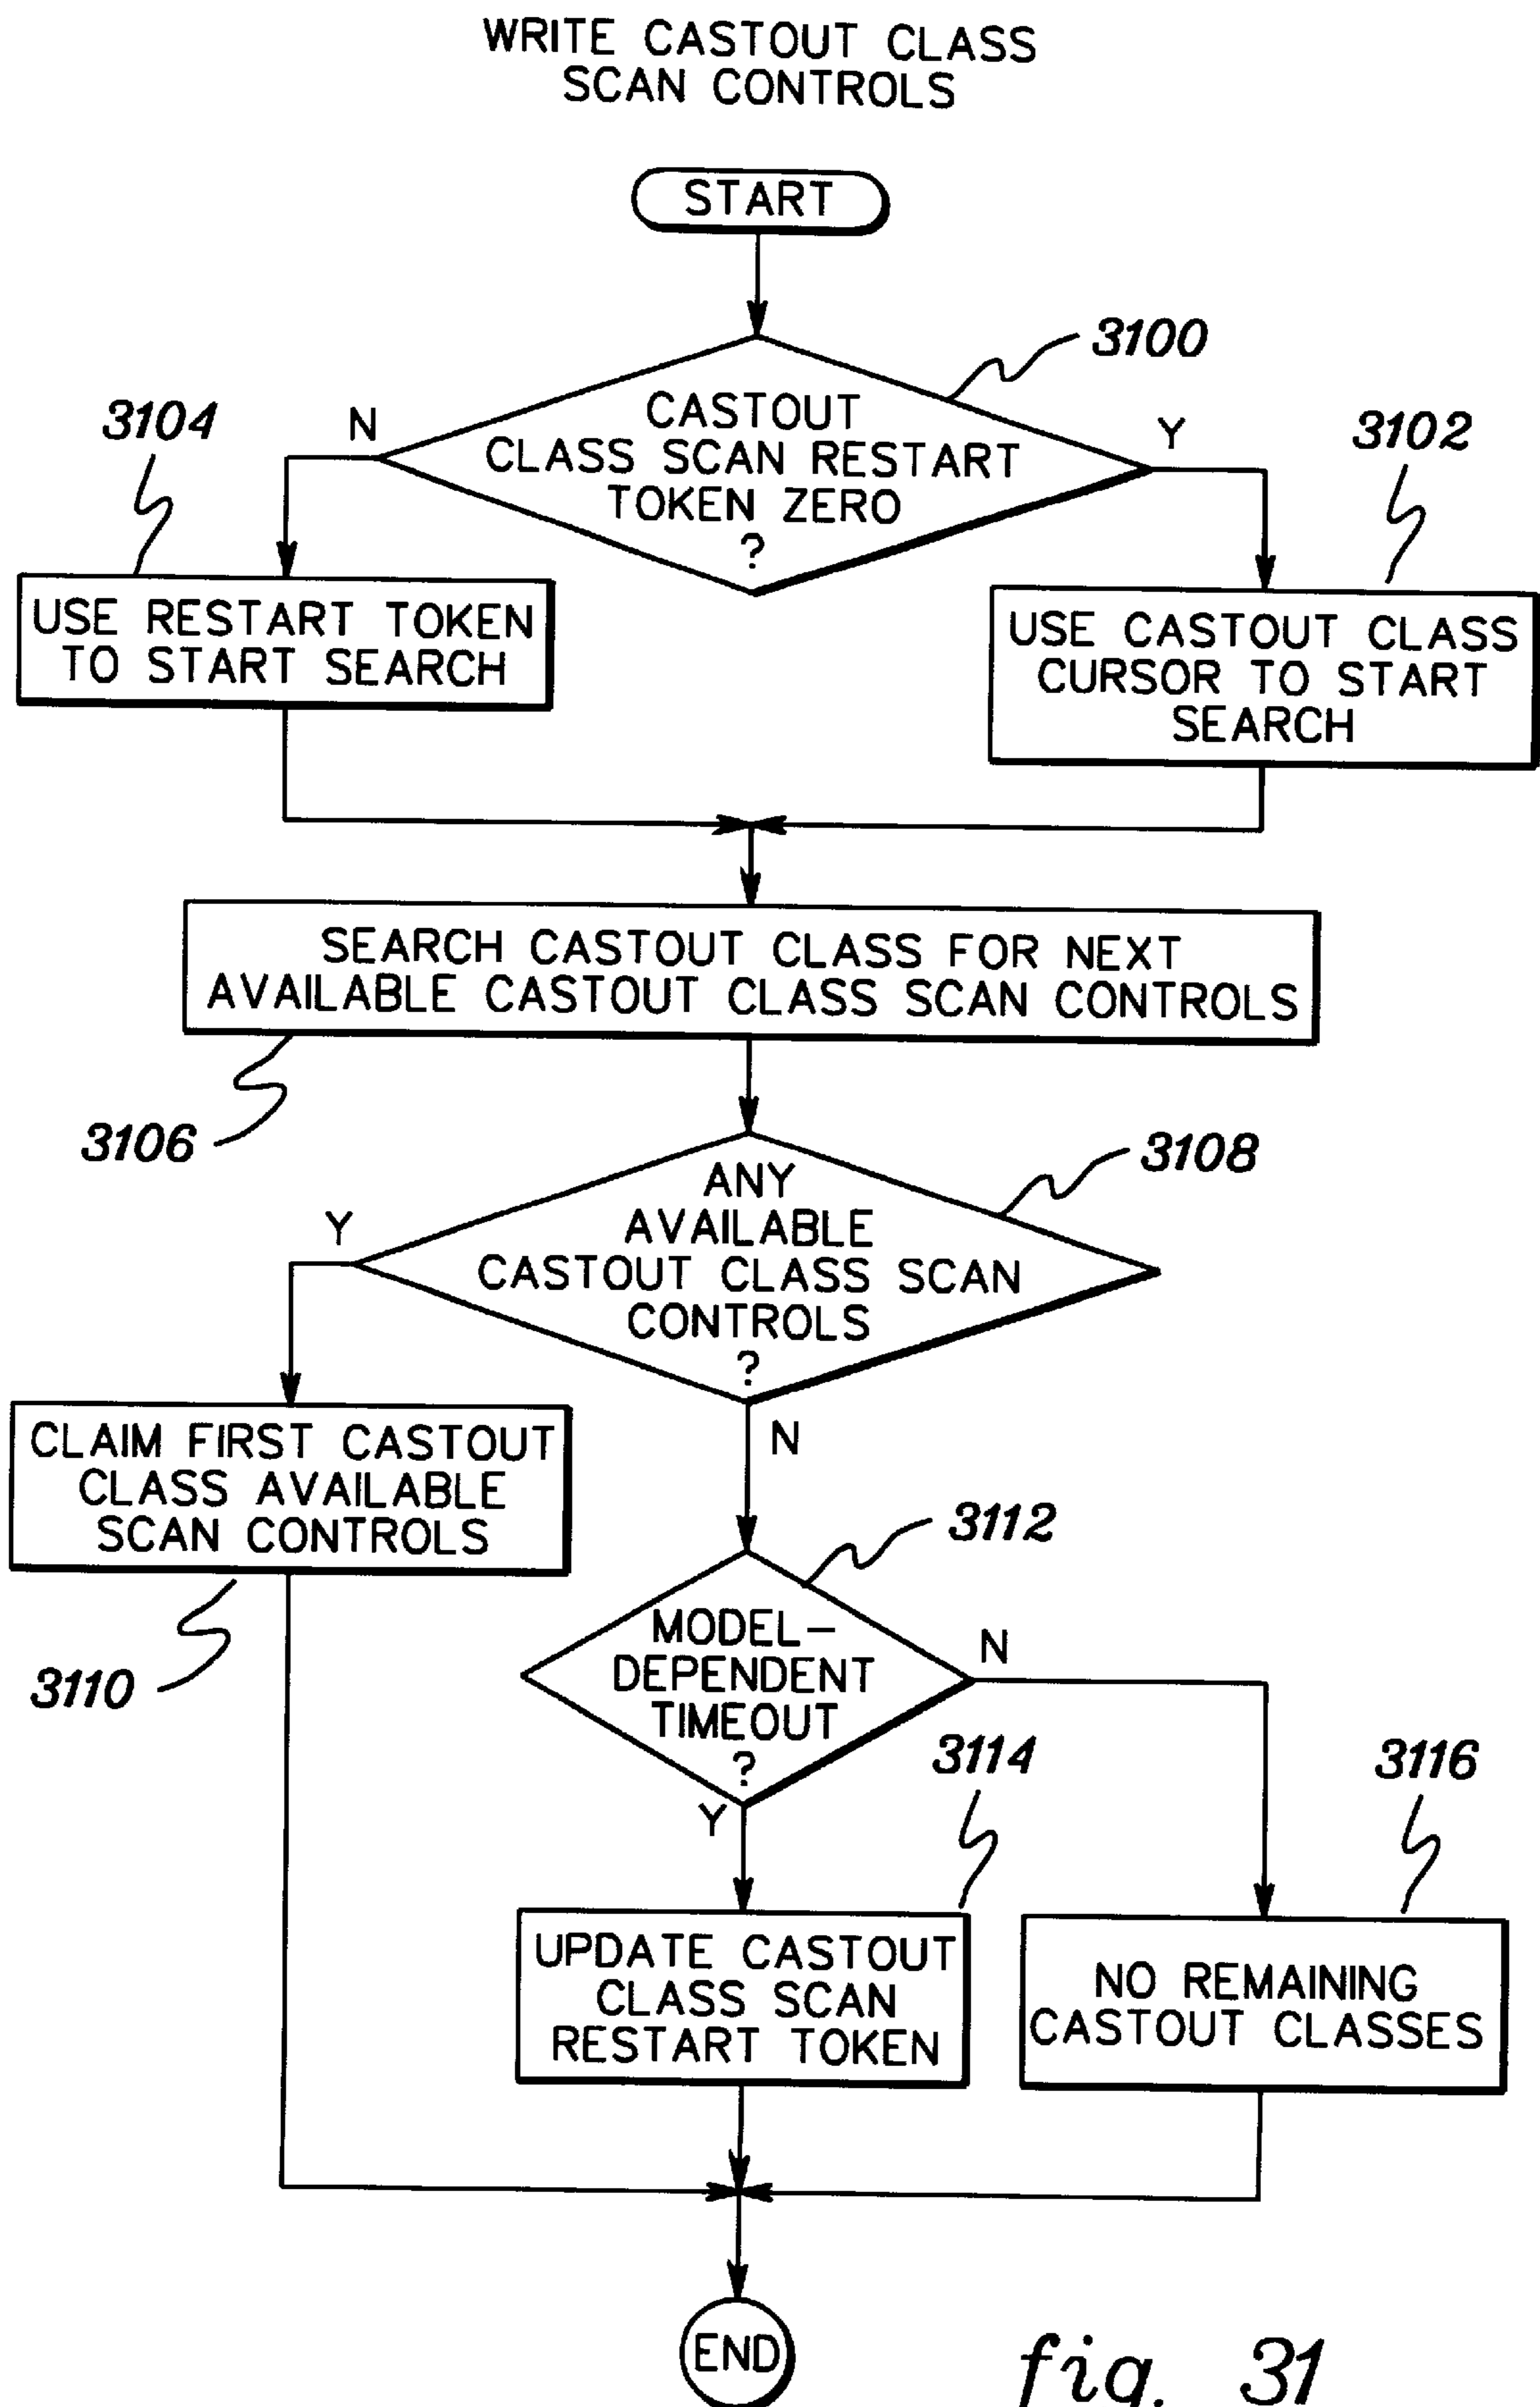 WRITE CASTOUT CLASS
SCAN CONTROLS
START
3100
CASTOUT
CLASS SCAN RESTART
TOKEN ZERO
?
N
Y
3104
3102
USE RESTART TOKEN
TO START SEARCH
USE CASTOUT CLASS
CURSOR TO START
SEARCH
SEARCH CASTOUT CLASS FOR NEXT
AVAILABLE CASTOUT CLASS SCAN CONTROLS
3106
3108
ANY
AVAILABLE
CASTOUT CLASS SCAN
CONTROLS
?
Y
N
CLAIM FIRST CASTOUT
CLASS AVAILABLE
SCAN CONTROLS
3110
3112
MODEL-
DEPENDENT
TIMEOUT
?
N
Y
3114
3116
UPDATE CASTOUT
CLASS SCAN
RESTART TOKEN
NO REMAINING
CASTOUT CLASSES
END
fig. 31